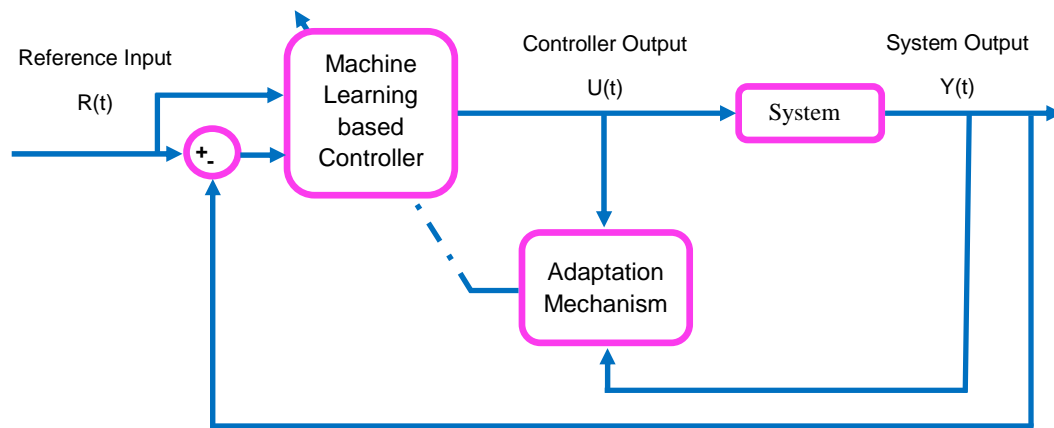 Reference Input
R(t)
+
-
Machine
Learning
based
Controller
Controller Output
U(t)
System
System Output
Y(t)
Adaptation
Mechanism